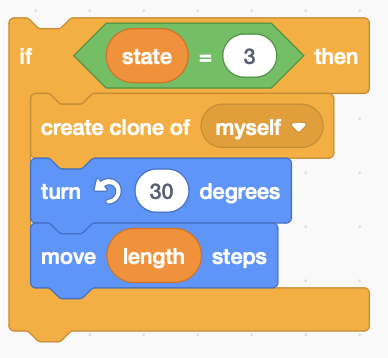 if state = 3 then
create clone of myself
turn 30 degrees
move length steps